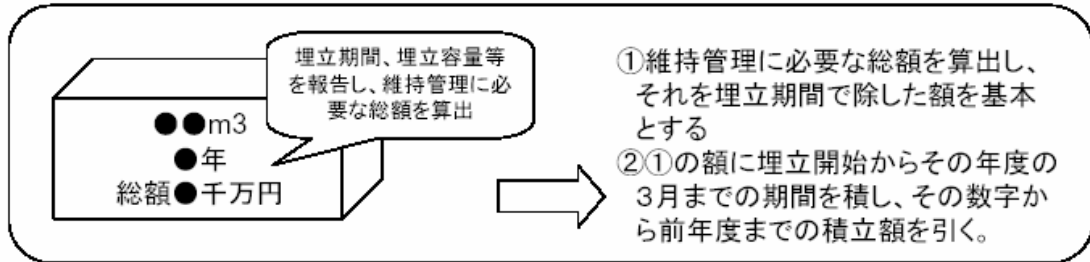 埋立期間、埋立容量等
を報告し、維持管理に必
要な総額を算出
●●m3
●年
総額●千万円
①維持管理に必要な総額を算出し、
それを埋立期間で除した額を基本
とする
②①の額に埋立開始からその年度の
３月までの期間を積し、その数字か
ら前年度までの積立額を引く。